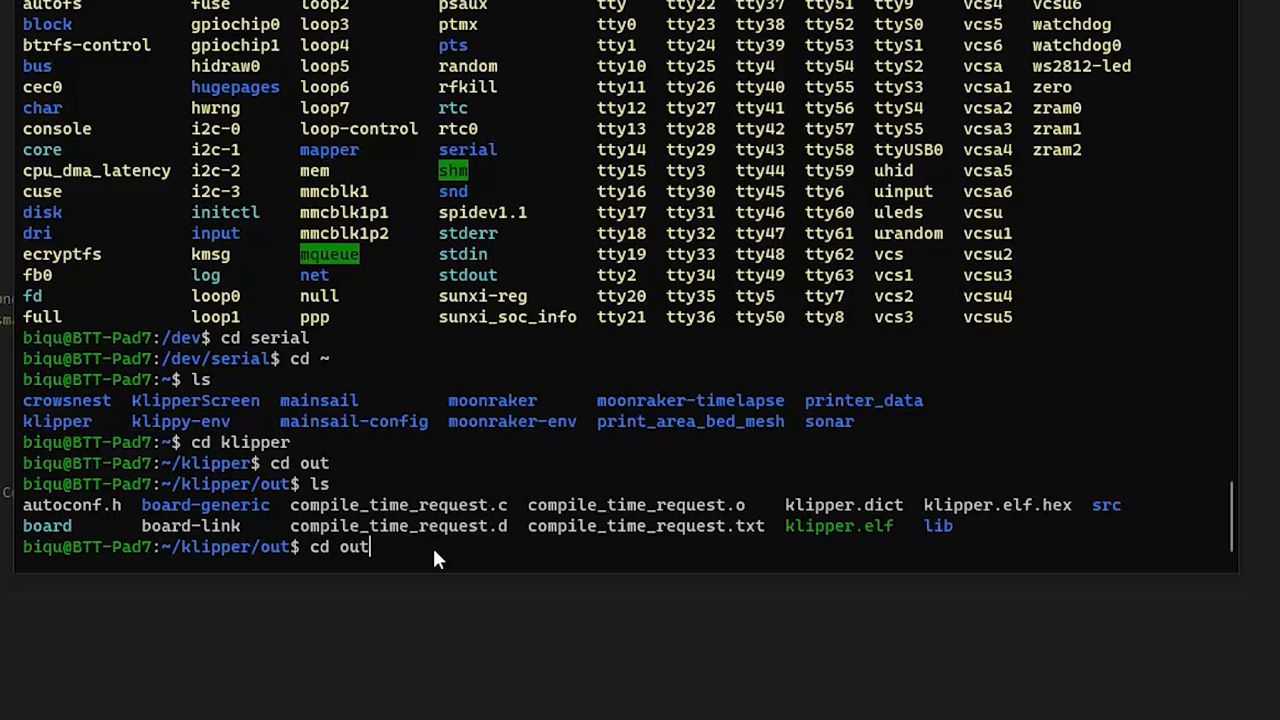 autofs fuse loop2 psaux tty tty22 tty37 tty51 tty9 vcs4 vcsu6
block gpiochip0 loop3 ptmx tty0 tty23 tty38 tty52 ttyS0 vcs5 watchdog
btrfs-control gpiochip1 loop4 pts tty1 tty24 tty39 tty53 ttyS1 vcs6 watchdog0
bus hidraw0 loop5 random tty10 tty25 tty4 tty54 ttyS2 vcsa ws2812-led
cec0 hugepages loop6 rfkill tty11 tty26 tty40 tty55 ttyS3 vcsa1 zero
char hwrng loop7 rtc tty12 tty27 tty41 tty56 ttyS4 vcsa2 zram0
console i2c-0 loop-control rtc0 tty13 tty28 tty42 tty57 ttyS5 vcsa3 zram1
core i2c-1 mapper serial tty14 tty29 tty43 tty58 ttyUSB0 vcsa4 zram2
cpu_dma_latency i2c-2 mem shm tty15 tty3 tty44 tty59 uhid vcsa5
cuse i2c-3 mmcblk1 snd tty16 tty30 tty45 tty6 uinput vcsa6
disk initctl mmcblk1p1 spidev1.1 tty17 tty31 tty46 tty60 uleds vcsu
dri input mmcblk1p2 stderr tty18 tty32 tty47 tty61 urandom vcsu1
ecryptfs kmsg mqueue stdin tty19 tty33 tty48 tty62 vcs vcsu2
fb0 log net stdout tty2 tty34 tty49 tty63 vcs1 vcsu3
fd loop0 null sunxi-reg tty20 tty35 tty5 tty7 vcs2 vcsu4
full loop1 ppp sunxi_soc_info tty21 tty36 tty50 tty8 vcs3 vcsu5
biqu@BTT-Pad7:/dev$ cd serial
biqu@BTT-Pad7:/dev/serial$ cd ~
biqu@BTT-Pad7:~$ ls
crowsnest KlipperScreen mainsail moonraker moonraker-timelapse printer_data
klipper klippy-env mainsail-config moonraker-env print_area_bed_mesh sonar
biqu@BTT-Pad7:~$ cd klipper
biqu@BTT-Pad7:~/klipper$ cd out
biqu@BTT-Pad7:~/klipper/out$ ls
autoconf.h board-generic compile_time_request.c compile_time_request.o klipper.dict klipper.elf.hex src
board board-link compile_time_request.d compile_time_request.txt klipper.elf lib
biqu@BTT-Pad7:~/klipper/out$ cd out